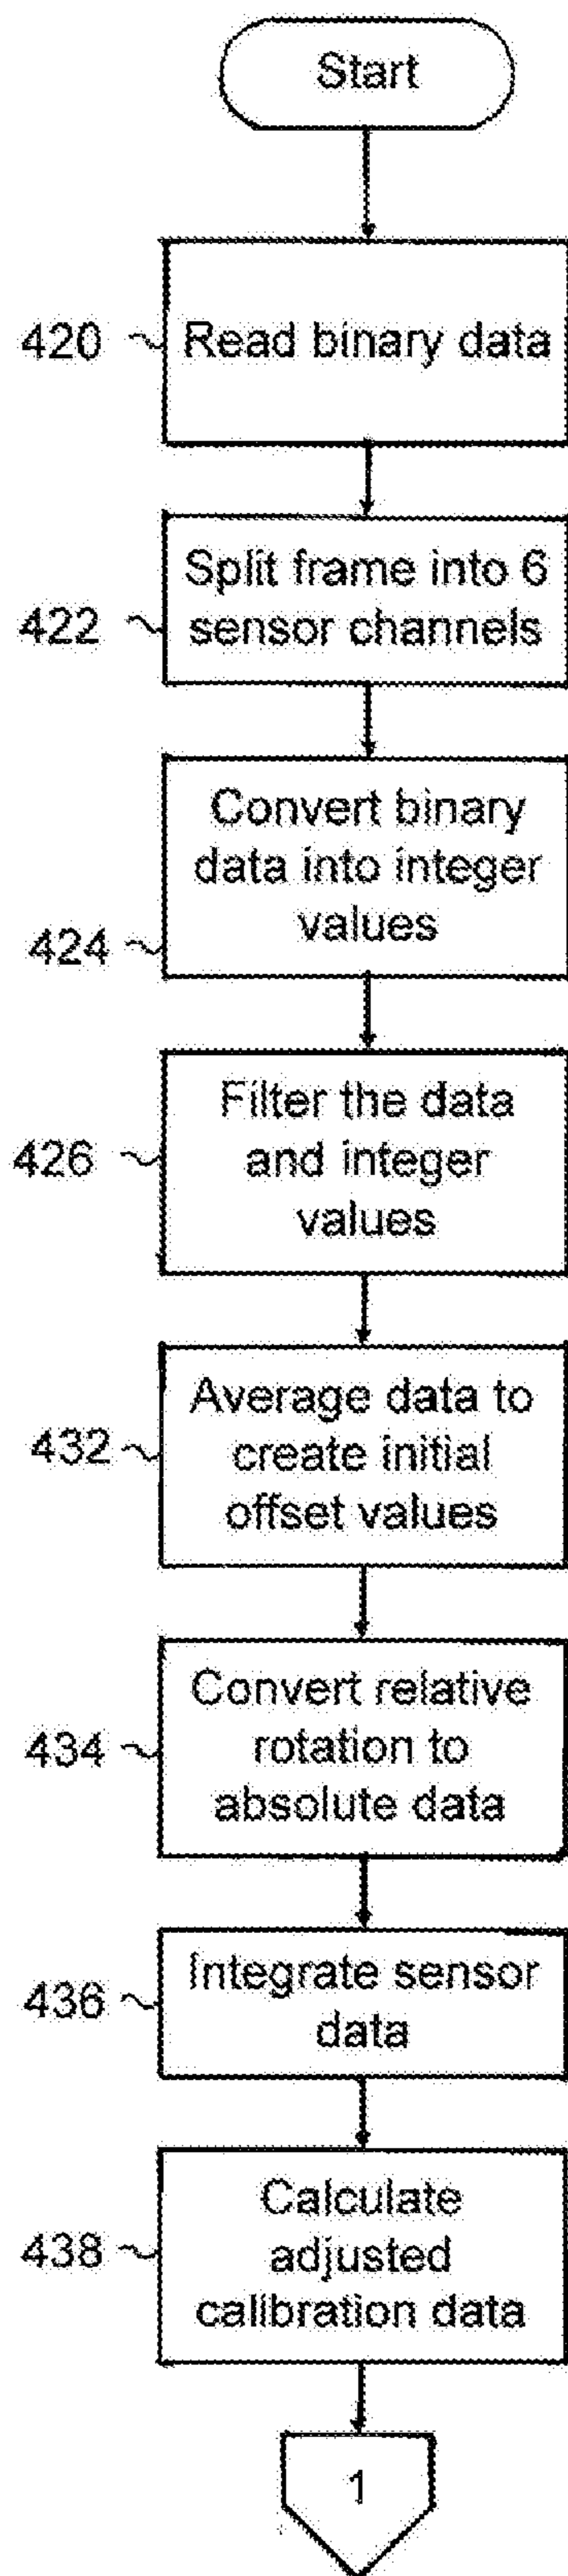 Start
420
Read binary data
422
Split frame into 6
sensor channels
424
Convert binary
data into integer
values
426
Filter the data
and integer
values
432
Average data to
create initial
offset values
434
Convert relative
rotation to
absolute data
436
Integrate sensor
data
438
Calculate
adjusted
calibration data
1